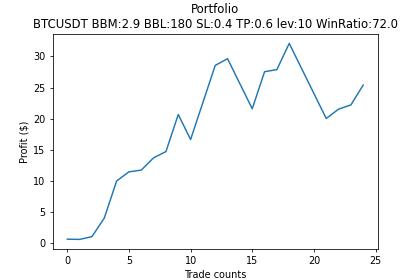 Portfolio
BTCUSDT BBM:2.9 BBL:180 SL:0.4 TP:0.6 lev:10 WinRatio:72.0
Profit ($)
30
25
20
15
10
5
0
0 5 10 15 20 25
Trade counts